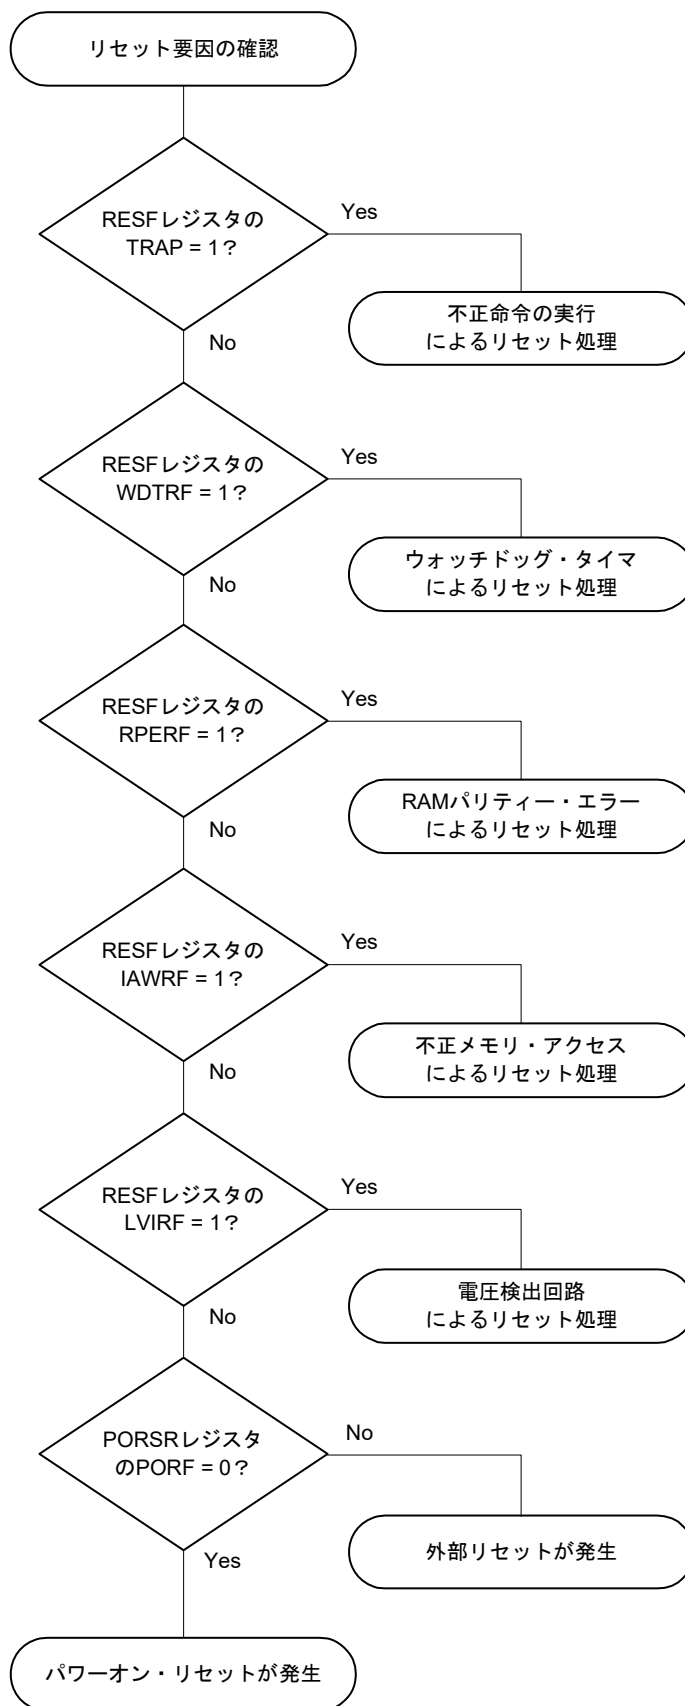 リセット要因の確認
RESFレジスタの
TRAP = 1?
Yes
不正命令の実行
によるリセット処理
No
RESFレジスタの
WDTRF = 1?
Yes
ウォッチドッグ・タイマ
によるリセット処理
No
RESFレジスタの
RPERF = 1?
Yes
RAMパリティー・エラー
によるリセット処理
No
RESFレジスタの
IAWRF = 1?
Yes
不正メモリ・アクセス
によるリセット処理
No
RESFレジスタの
LVIRF = 1?
Yes
電圧検出回路
によるリセット処理
No
PORSRレジスタ
のPORF = 0?
No
外部リセットが発生
Yes
パワーオン・リセットが発生